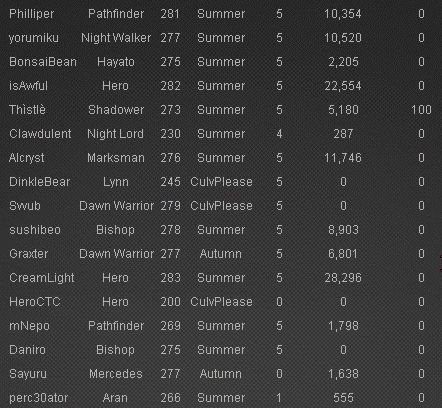 Philliper Pathfinder 281 Summer 5 10,354 0
yorumiku Night Walker 277 Summer 5 10,520 0
BonsaiBean Hayato 275 Summer 5 2,205 0
isAwful Hero 282 Summer 5 22,554 0
Thìstlè Shadower 273 Summer 5 5,180 100
Clawdulent Night Lord 230 Summer 4 287 0
Alcryst Marksman 276 Summer 5 11,746 0
DinkleBear Lynn 245 CulvPlease 5 0 0
Swub Dawn Warrior 279 CulvPlease 5 0 0
sushibeo Bishop 278 Summer 5 8,903 0
Graxter Dawn Warrior 277 Autumn 5 6,801 0
CreamLight Hero 283 Summer 5 28,296 0
HeroCTC Hero 200 CulvPlease 0 0 0
mNepo Pathfinder 269 Summer 5 1,798 0
Daniro Bishop 275 Summer 5 0 0
Sayuru Mercedes 277 Autumn 0 1,638 0
perc30ator Aran 266 Summer 1 555 0